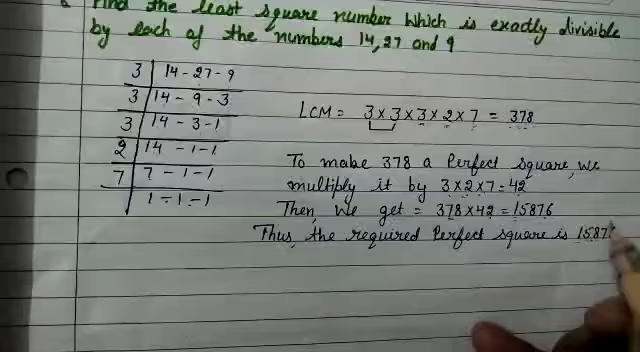 Find the least square number which is exactly divisible
by each of the numbers 14, 27 and 9
3 | 14 - 27 - 9
3 | 14 - 9 - 3
3 | 14 - 3 - 1
2 | 14 - 1 - 1
7 | 7 - 1 - 1
| 1 - 1 - 1
LCM = 3 × 3 × 3 × 2 × 7 = 378
To make 378 a Perfect square, we
multiply it by 3 × 2 × 7 = 42
Then, we get = 378 × 42 = 15876
Thus, the required Perfect square is 1587